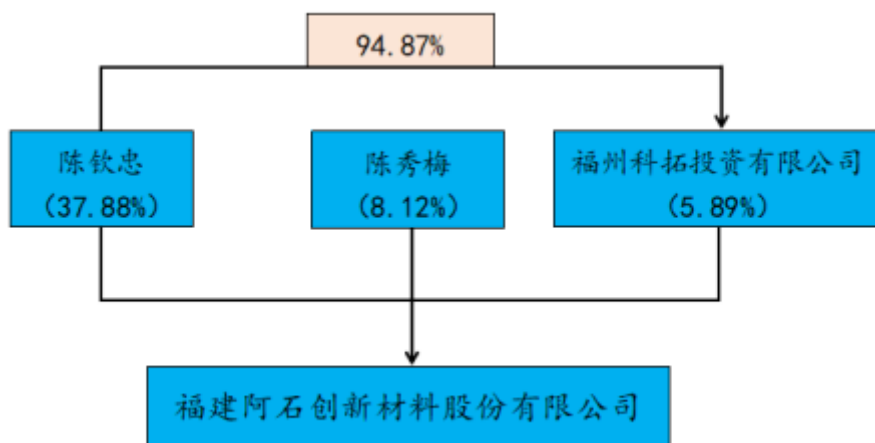 94.87%
陈钦忠
(37.88%)
陈秀梅
(8.12%)
福州科拓投资有限公司
(5.89%)
福建阿石创新材料股份有限公司